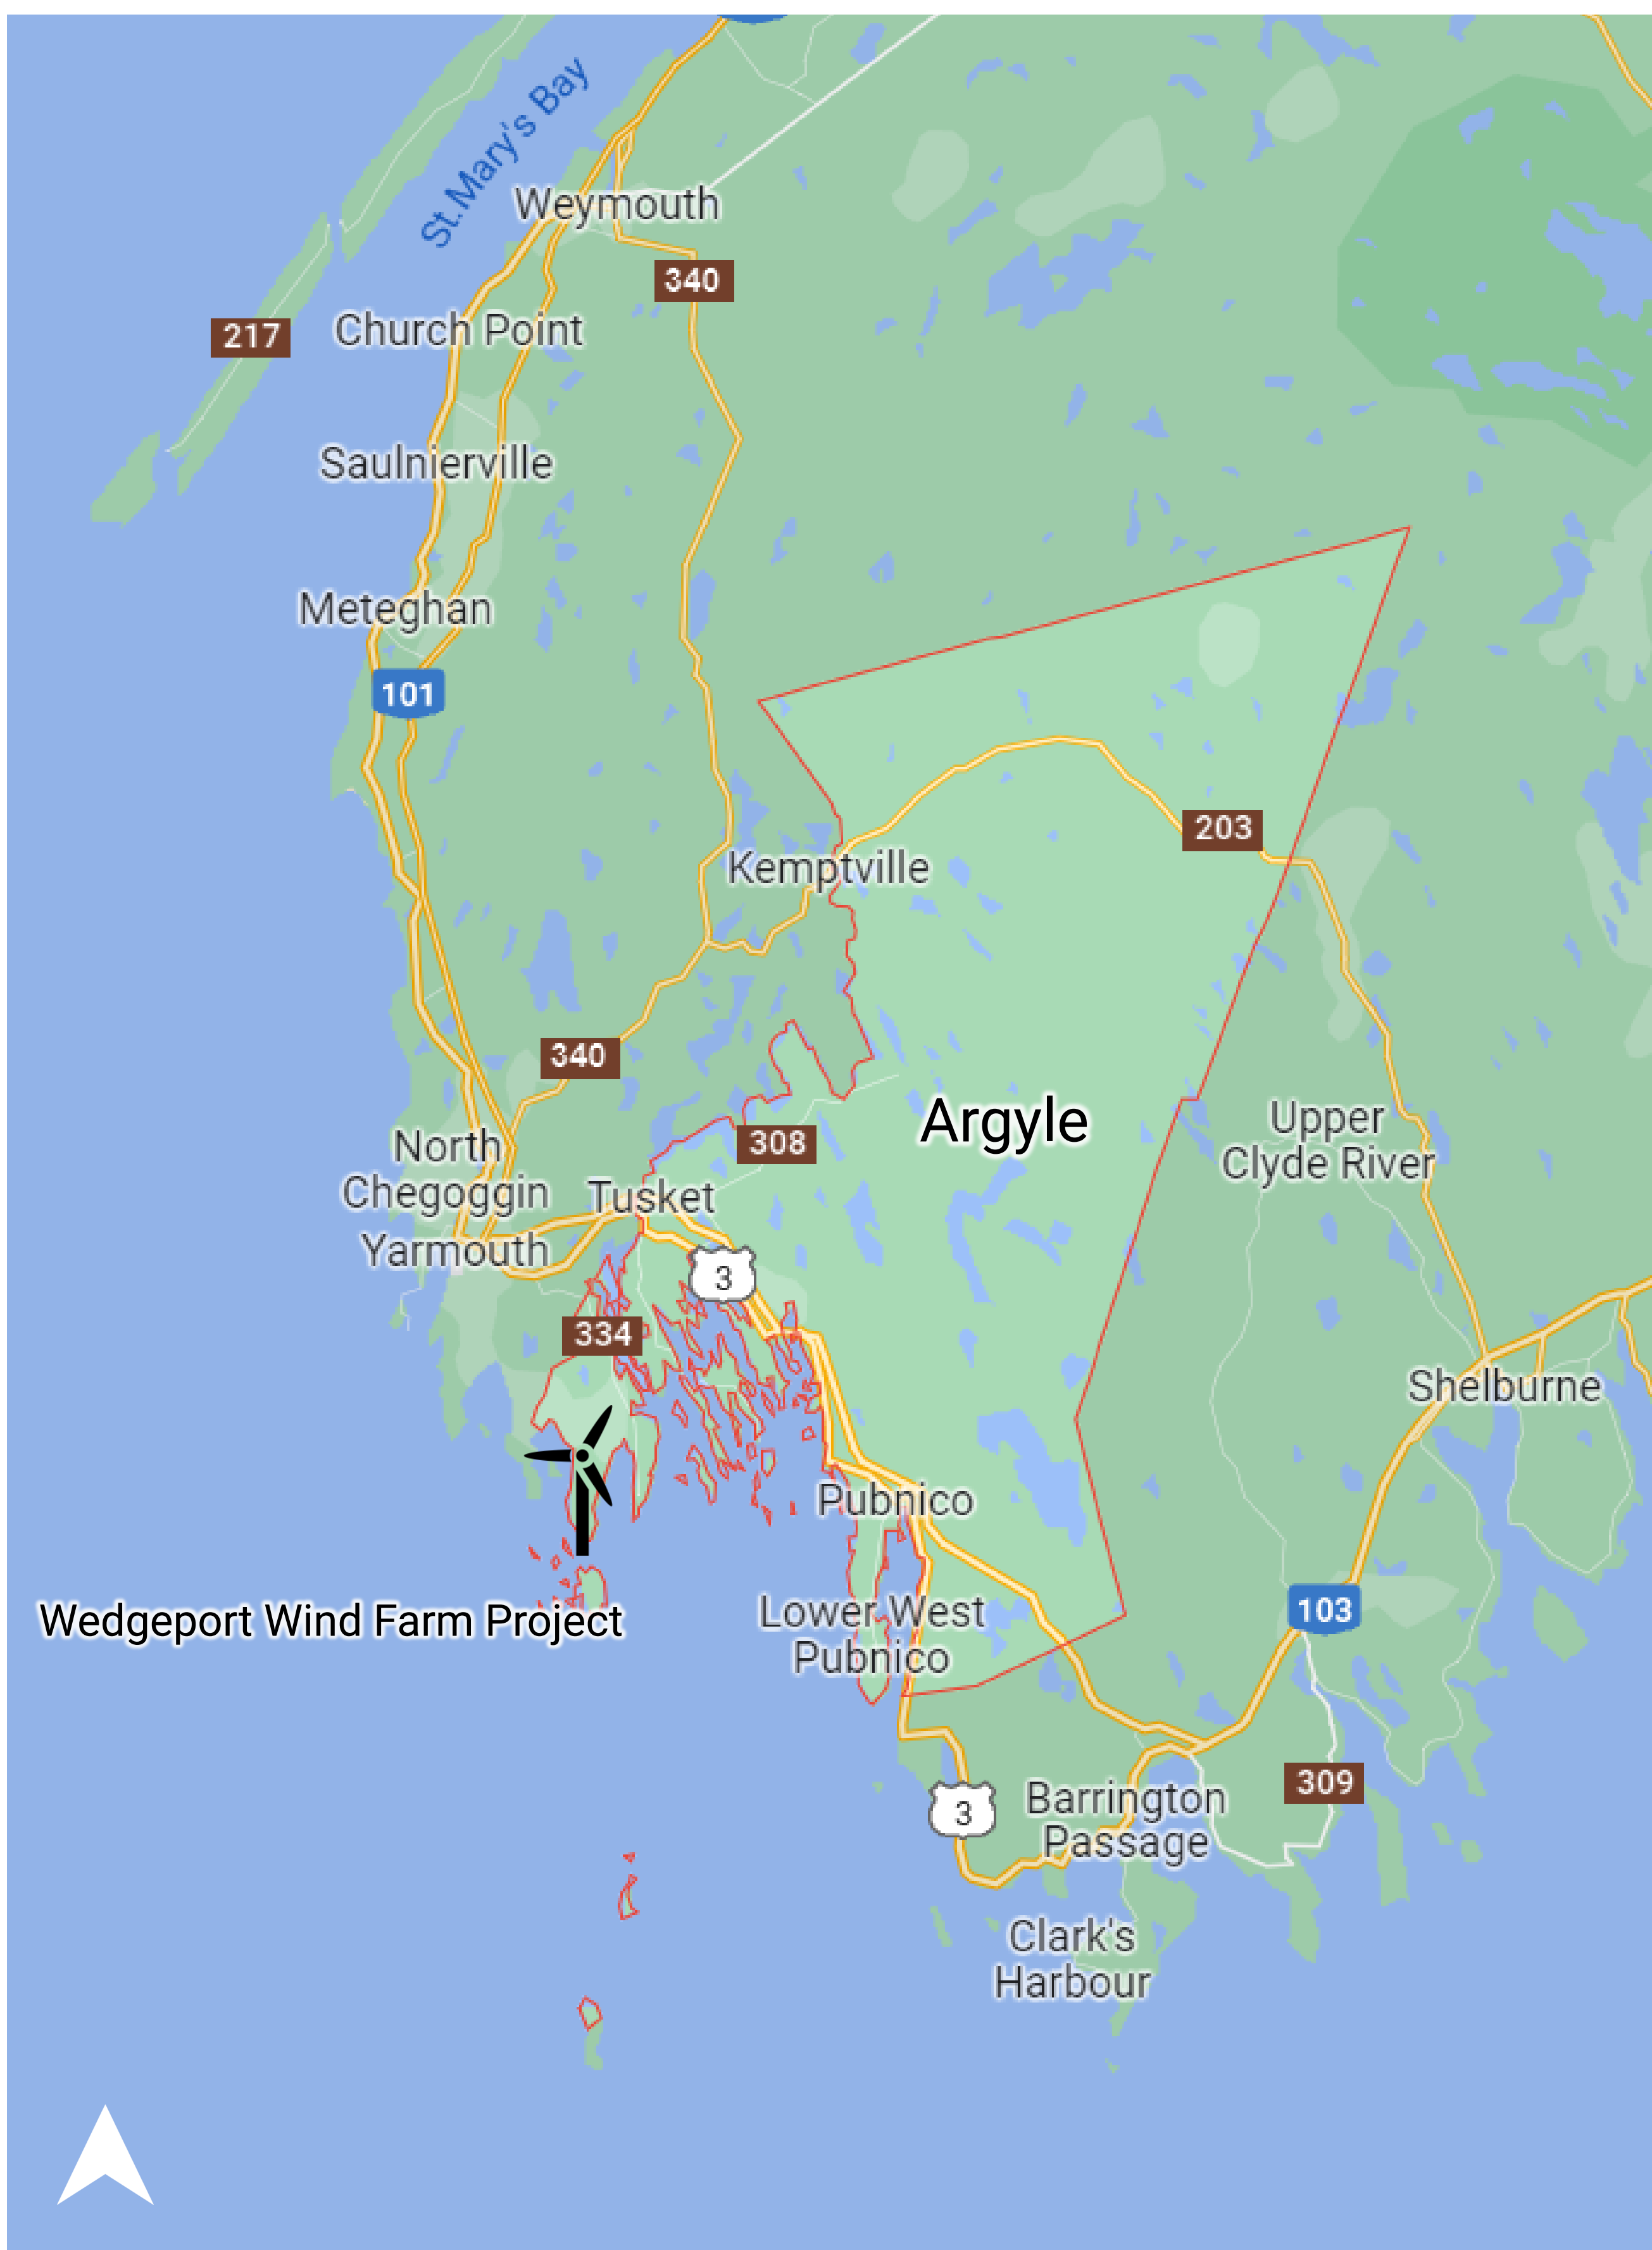 St.Mary's Bay
Weymouth
340
217
Church Point
Saulnierville
Meteghan
101
203
Kemptville
340
Argyle
Upper
Clyde River
308
North
Chegoggin
Tusket
Yarmouth
3
334
Shelburne
Pubnico
Wedgeport Wind Farm Project
Lower West
Pubnico
103
309
3
Barrington
Passage
Clark's
Harbour